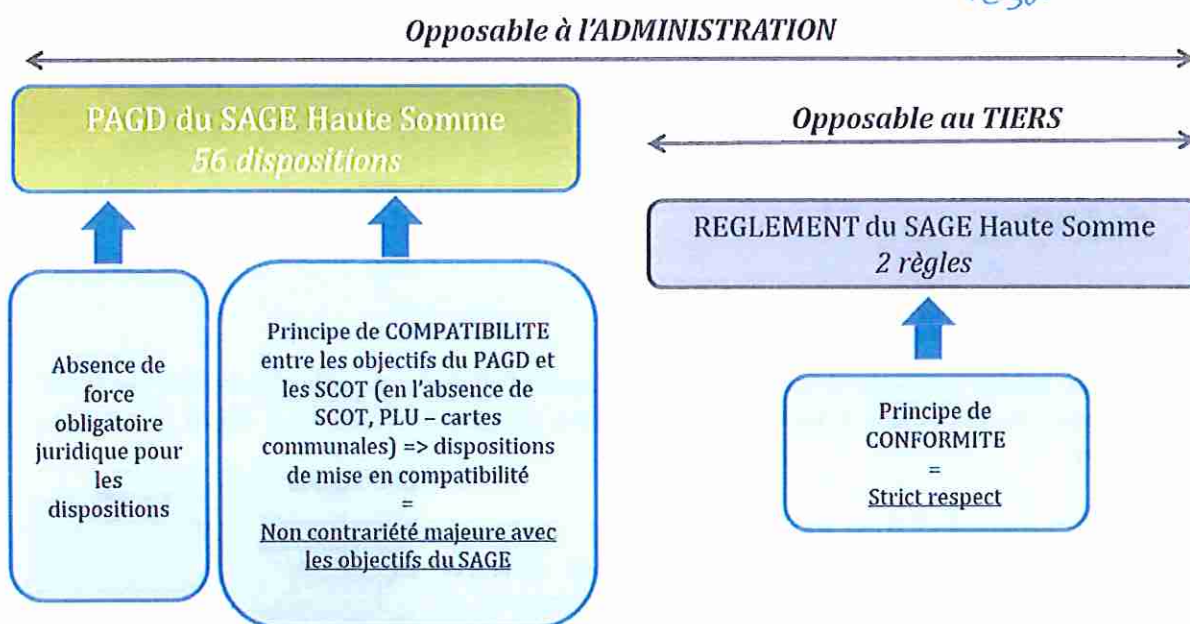 Opposable à l'ADMINISTRATION
PAGD du SAGE Haute Somme
56 dispositions
Opposable au TIERS
REGLEMENT du SAGE Haute Somme
2 règles
Absence de
force
obligatoire
juridique pour
les
dispositions
Principe de COMPATIBILITE
entre les objectifs du PAGD et
les SCOT (en l'absence de
SCOT, PLU – cartes
communales) => dispositions
de mise en compatibilité
=
Non contrariété majeure avec
les objectifs du SAGE
Principe de
CONFORMITE
=
Strict respect